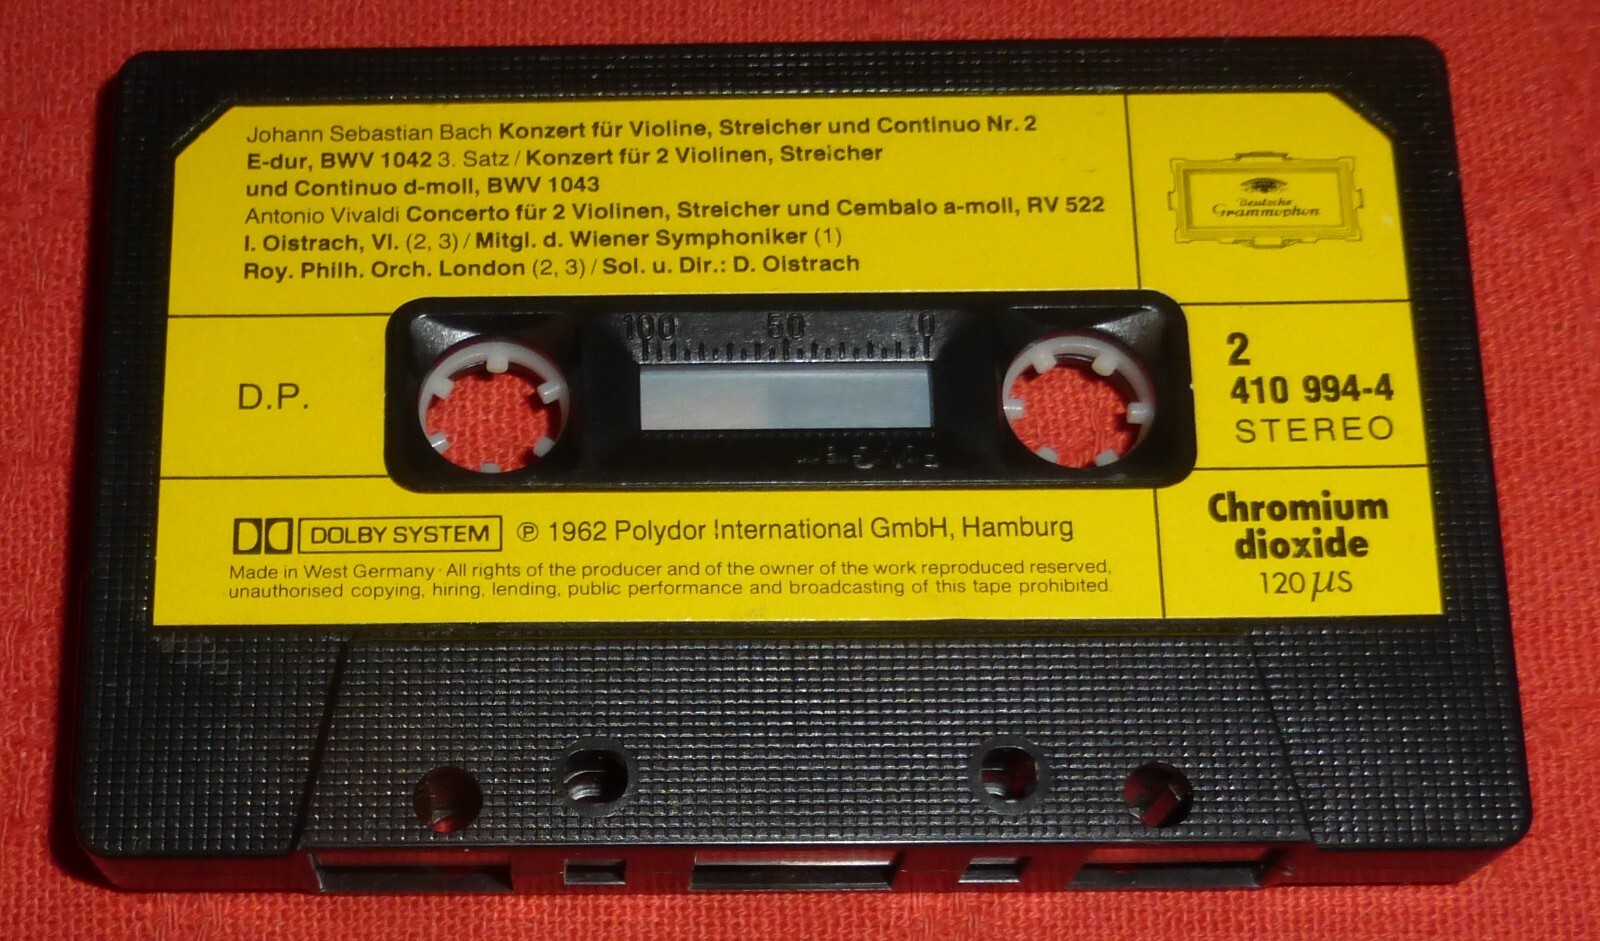 Johann Sebastian Bach Konzert für Violine, Streicher und Continuo Nr. 2
E-dur, BWV 1042 3. Satz / Konzert für 2 Violinen, Streicher
und Continuo d-moll, BWV 1043
Antonio Vivaldi Concerto für 2 Violinen, Streicher und Cembalo a-moll, RV 522
I. Oistrach, Vl. (2, 3) / Mitgl. d. Wiener Symphoniker (1)
Roy. Philh. Orch. London (2, 3) / Sol. u. Dir.: D. Oistrach
Deutsche
Grammophon
100 50 0
D.P.
2
410 994-4
STEREO
DOLBY SYSTEM ℗ 1962 Polydor International GmbH, Hamburg
Made in West Germany · All rights of the producer and of the owner of the work reproduced reserved,
unauthorised copying, hiring, lending, public performance and broadcasting of this tape prohibited.
Chromium
dioxide
120 µS